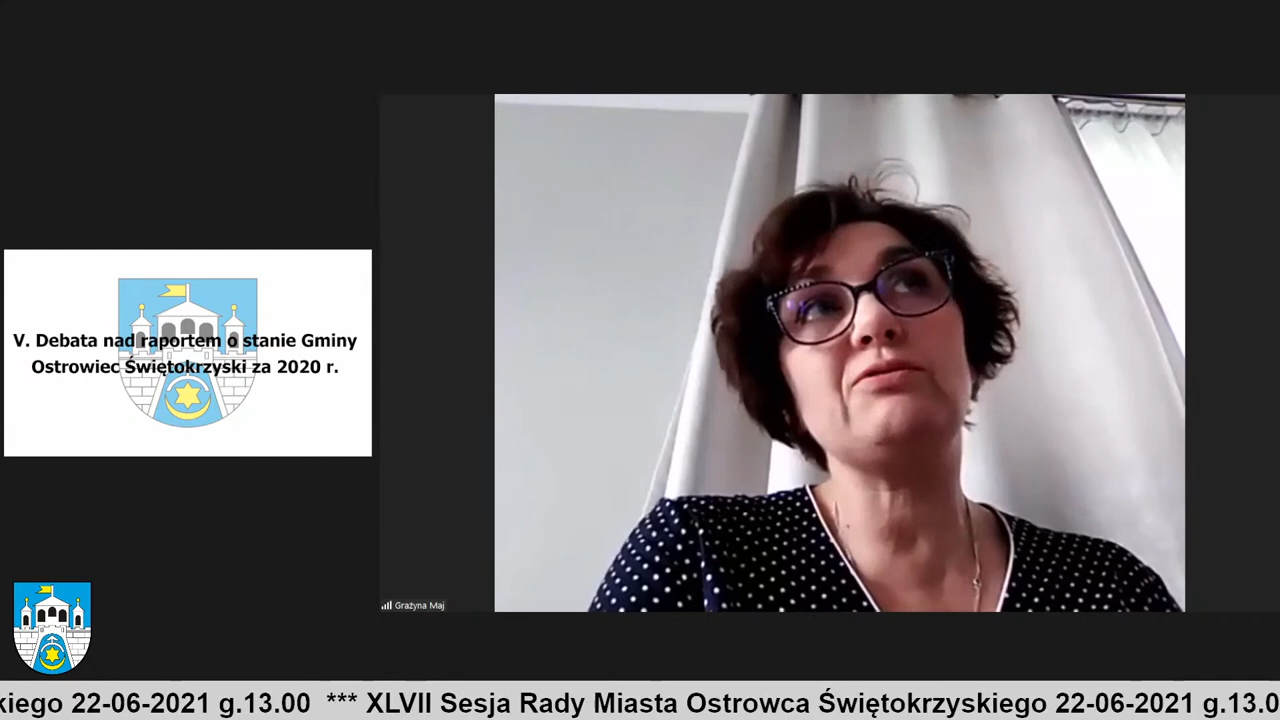 V. Debata nad raportem o stanie Gminy
Ostrowiec Świętokrzyski za 2020 r.
Grażyna Maj
kiego 22-06-2021 g.13.00 *** XLVII Sesja Rady Miasta Ostrowca Świętokrzyskiego 22-06-2021 g.13.0